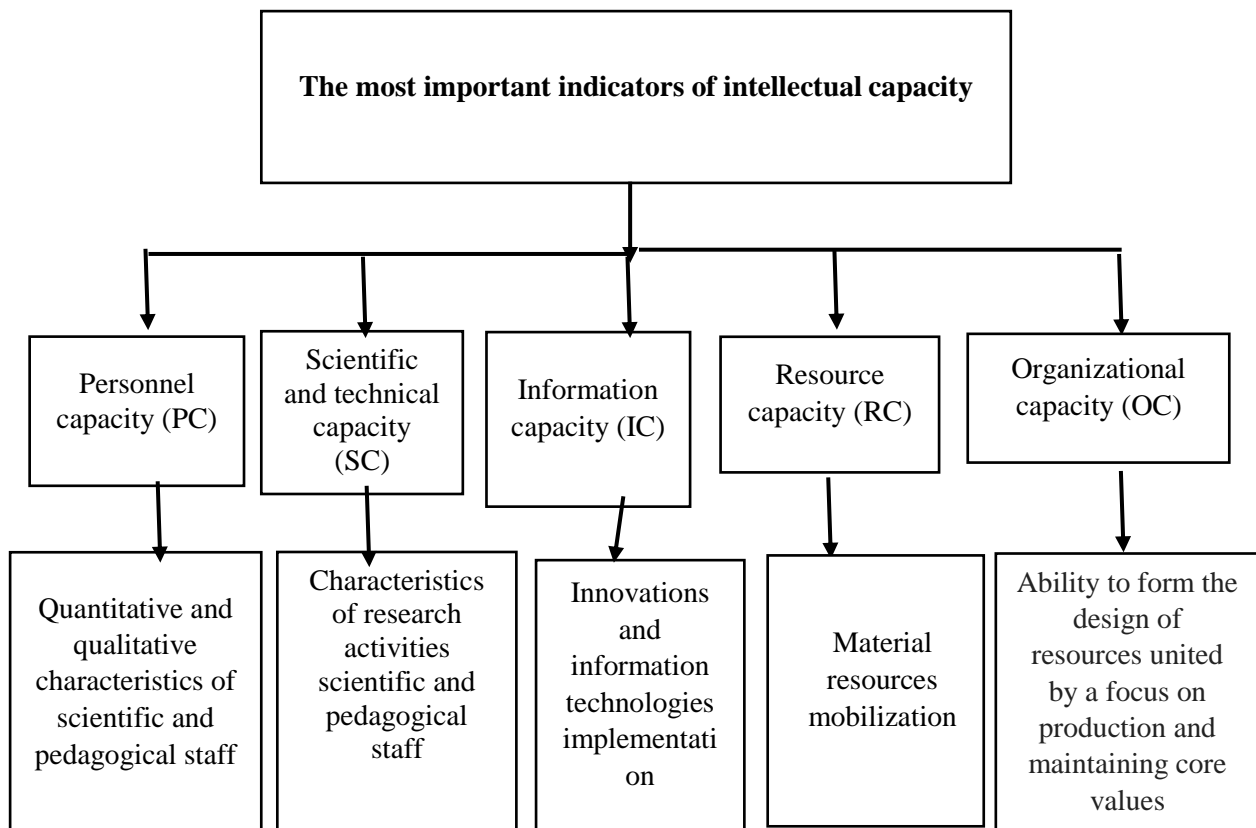 The most important indicators of intellectual capacity
Personnel
capacity (PC)
Scientific
and technical
capacity
(SC)
Information
capacity (IC)
Resource
capacity (RC)
Organizational
capacity (OC)
Quantitative and
qualitative
characteristics of
scientific and
pedagogical staff
Characteristics
of research
activities
scientific and
pedagogical
staff
Innovations
and
information
technologies
implementati
on
Material
resources
mobilization
Ability to form the
design of
resources united
by a focus on
production and
maintaining core
values